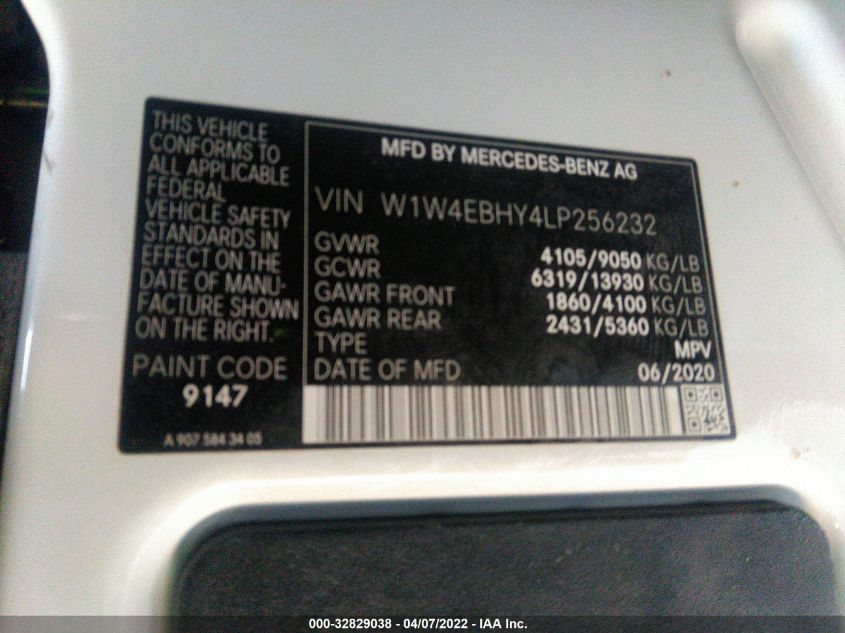 THIS VEHICLE
CONFORMS TO
ALL APPLICABLE
FEDERAL
VEHICLE SAFETY
STANDARDS IN
EFFECT ON THE
DATE OF MANU-
FACTURE SHOWN
ON THE RIGHT.
PAINT CODE
9147
A 907 584 34 05
MFD BY MERCEDES-BENZ AG
VIN W1W4EBHY4LP256232
GVWR 4105/9050 KG/LB
GCWR 6319/13930 KG/LB
GAWR FRONT 1860/4100 KG/LB
GAWR REAR 2431/5360 KG/LB
TYPE MPV
DATE OF MFD 06/2020
000-32829038 - 04/07/2022 - IAA Inc.